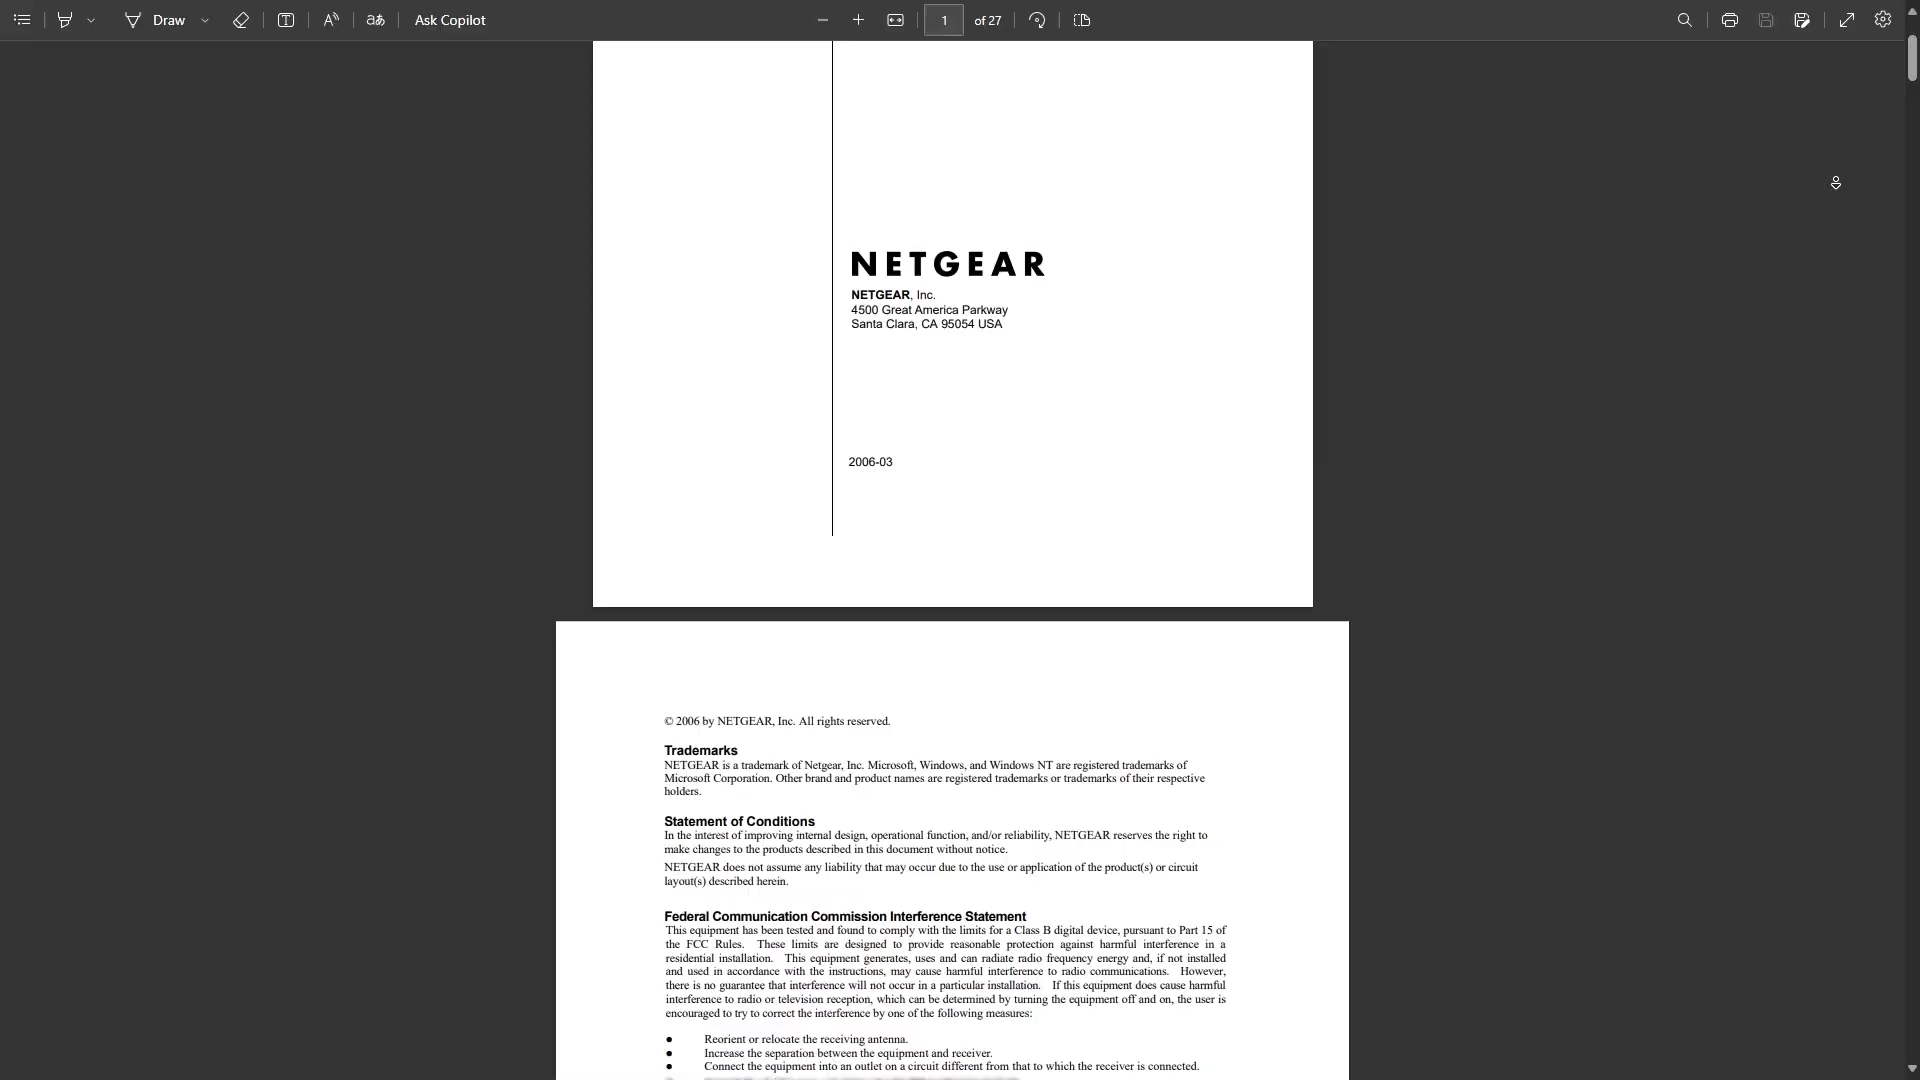 Draw
Ask Copilot
1 of 27
NETGEAR
NETGEAR, Inc.
4500 Great America Parkway
Santa Clara, CA 95054 USA
2006-03
© 2006 by NETGEAR, Inc. All rights reserved.
Trademarks
NETGEAR is a trademark of Netgear, Inc. Microsoft, Windows, and Windows NT are registered trademarks of
Microsoft Corporation. Other brand and product names are registered trademarks or trademarks of their respective
holders.
Statement of Conditions
In the interest of improving internal design, operational function, and/or reliability, NETGEAR reserves the right to
make changes to the products described in this document without notice.
NETGEAR does not assume any liability that may occur due to the use or application of the product(s) or circuit
layout(s) described herein.
Federal Communication Commission Interference Statement
This equipment has been tested and found to comply with the limits for a Class B digital device, pursuant to Part 15 of
the FCC Rules. These limits are designed to provide reasonable protection against harmful interference in a
residential installation. This equipment generates, uses and can radiate radio frequency energy and, if not installed
and used in accordance with the instructions, may cause harmful interference to radio communications. However,
there is no guarantee that interference will not occur in a particular installation. If this equipment does cause harmful
interference to radio or television reception, which can be determined by turning the equipment off and on, the user is
encouraged to try to correct the interference by one of the following measures:
● Reorient or relocate the receiving antenna.
● Increase the separation between the equipment and receiver.
● Connect the equipment into an outlet on a circuit different from that to which the receiver is connected.